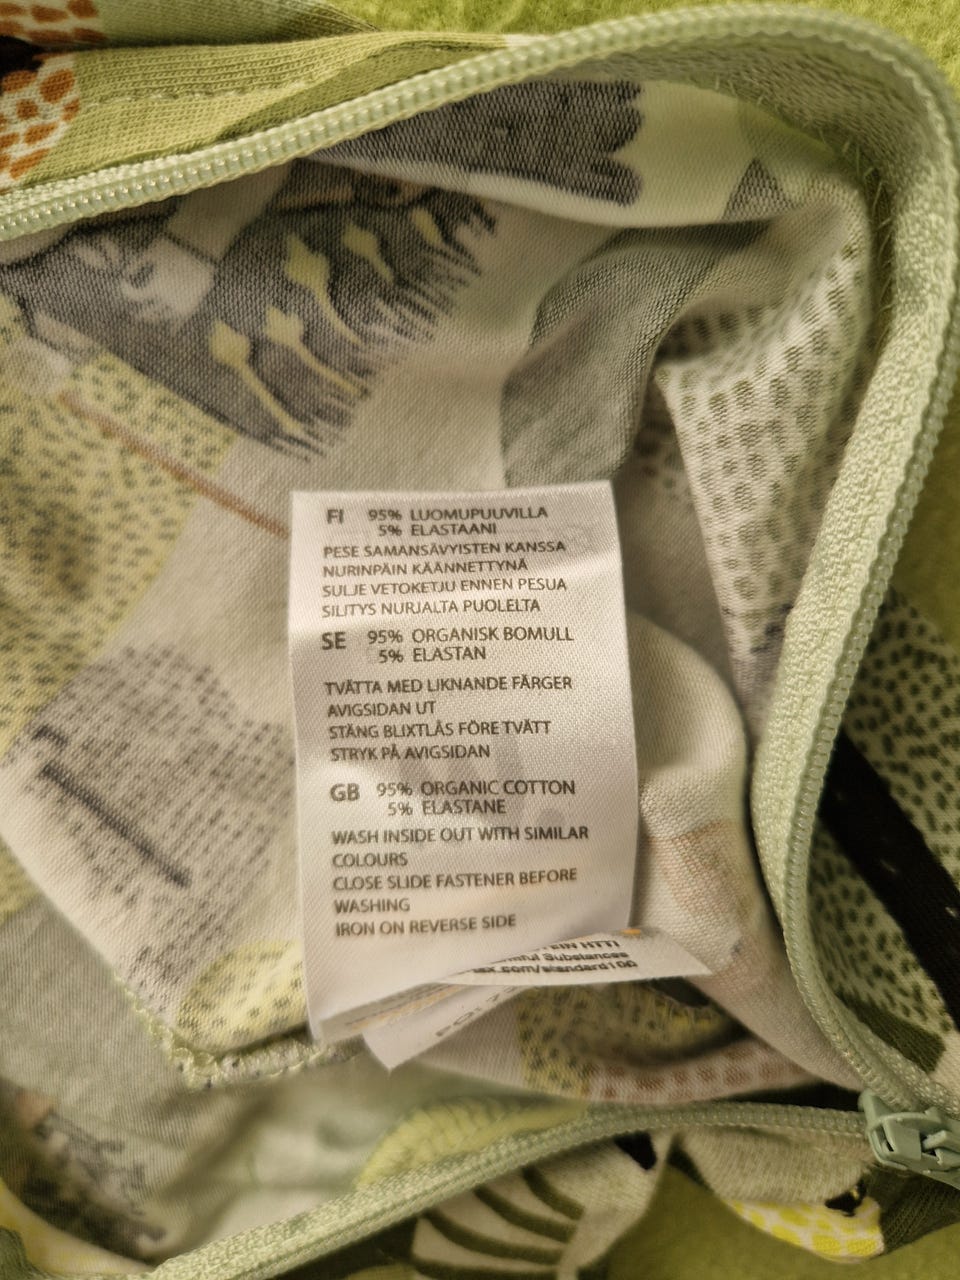 FI 95% LUOMUPUUVILLA
5% ELASTAANI
PESE SAMANSÄVYISTEN KANSSA
NURINPÄIN KÄÄNNETTYNÄ
SULJE VETOKETJU ENNEN PESUA
SILITYS NURJALTA PUOLELTA
SE 95% ORGANISK BOMULL
5% ELASTAN
TVÄTTA MED LIKNANDE FÄRGER
AVIGSIDAN UT
STÄNG BLIXTLÅS FÖRE TVÄTT
STRYK PÅ AVIGSIDAN
GB 95% ORGANIC COTTON
5% ELASTANE
WASH INSIDE OUT WITH SIMILAR
COLOURS
CLOSE SLIDE FASTENER BEFORE
WASHING
IRON ON REVERSE SIDE
Substances